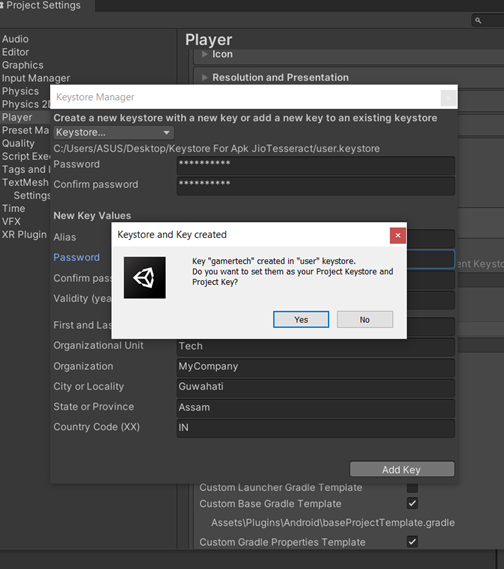 Project Settings
Audio
Editor
Graphics
Input Manager
Physics
Physics 2D
Player
Preset Ma
Quality
Script Exec
Tags and
TextMesh
Settings
Time
VFX
XR Plugin
Player
Icon
Resolution and Presentation
Keystore Manager
Create a new keystore with a new key or add a new key to an existing keystore
Keystore...
C:/Users/ASUS/Desktop/Keystore For Apk JioTesseract/user.keystore
Password
**********
Confirm password
**********
New Key Values
Alias
Password
Confirm pass
Validity (yea
First and Las
Organizational Unit
Tech
Organization
MyCompany
City or Locality
Guwahati
State or Province
Assam
Country Code (XX)
IN
Add Key
Keystore and Key created
Key "gamertech" created in "user" keystore.
Do you want to set them as your Project Keystore and
Project Key?
Yes
No
ent Keysto
Custom Launcher Gradle Template
Custom Base Gradle Template
Assets\Plugins\Android\baseProjectTemplate.gradle
Custom Gradle Properties Template